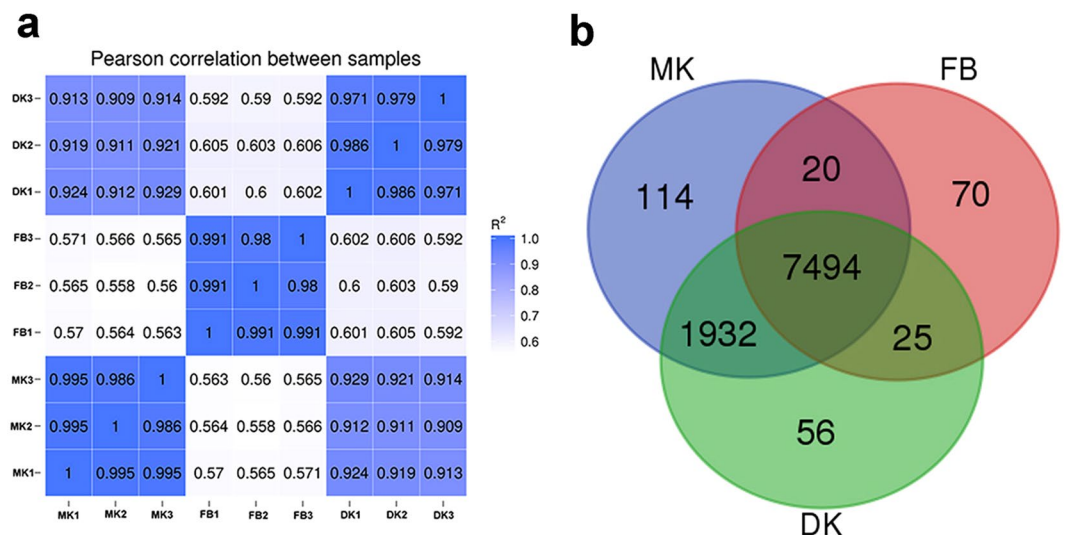 a
Pearson correlation between samples
DK3 0.913 0.909 0.914 0.592 0.59 0.592 0.971 0.979 1
DK2 0.919 0.911 0.921 0.605 0.603 0.606 0.986 1 0.979
DK1 0.924 0.912 0.929 0.601 0.6 0.602 1 0.986 0.971
FB3 0.571 0.566 0.565 0.991 0.98 1 0.602 0.606 0.592
FB2 0.565 0.558 0.56 0.991 1 0.98 0.6 0.603 0.59
FB1 0.57 0.564 0.563 1 0.991 0.991 0.601 0.605 0.592
MK3 0.995 0.986 1 0.563 0.56 0.565 0.929 0.921 0.914
MK2 0.995 1 0.986 0.564 0.558 0.566 0.912 0.911 0.909
MK1 1 0.995 0.995 0.57 0.565 0.571 0.924 0.919 0.913
MK1 MK2 MK3 FB1 FB2 FB3 DK1 DK2 DK3
R²
1.0
0.9
0.8
0.7
0.6
b
MK FB
20
114 70
7494
1932 25
56
DK